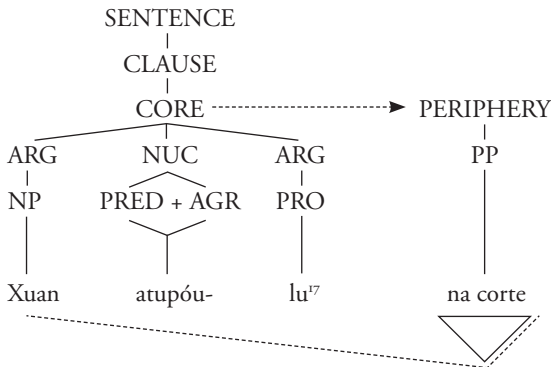 SENTENCE
CLAUSE
CORE PERIPHERY
ARG NUC ARG PP
NP PRED + AGR PRO
Xuan atupóu- lu¹⁷ na corte